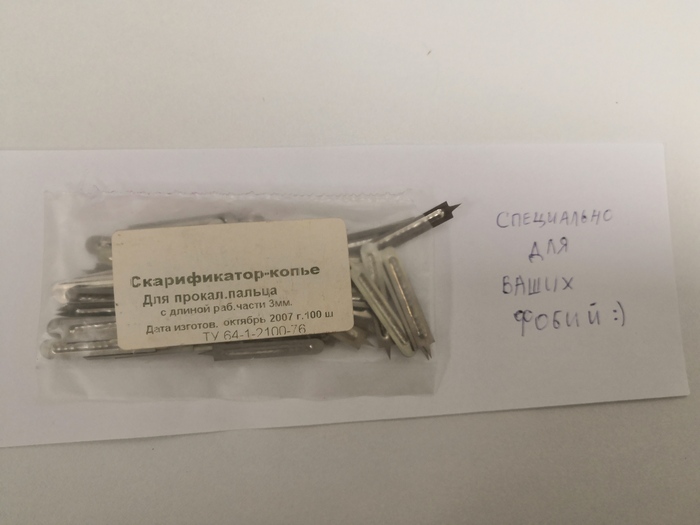 Скарификатор-копье
Для прокал.пальца
с длиной раб.части 3мм.
Дата изготов. октябрь 2007 г.100 ш
ТУ 64-1-2100-76
СПЕЦИАЛЬНО
ДЛЯ
ВАШИХ
ФОБИЙ :)